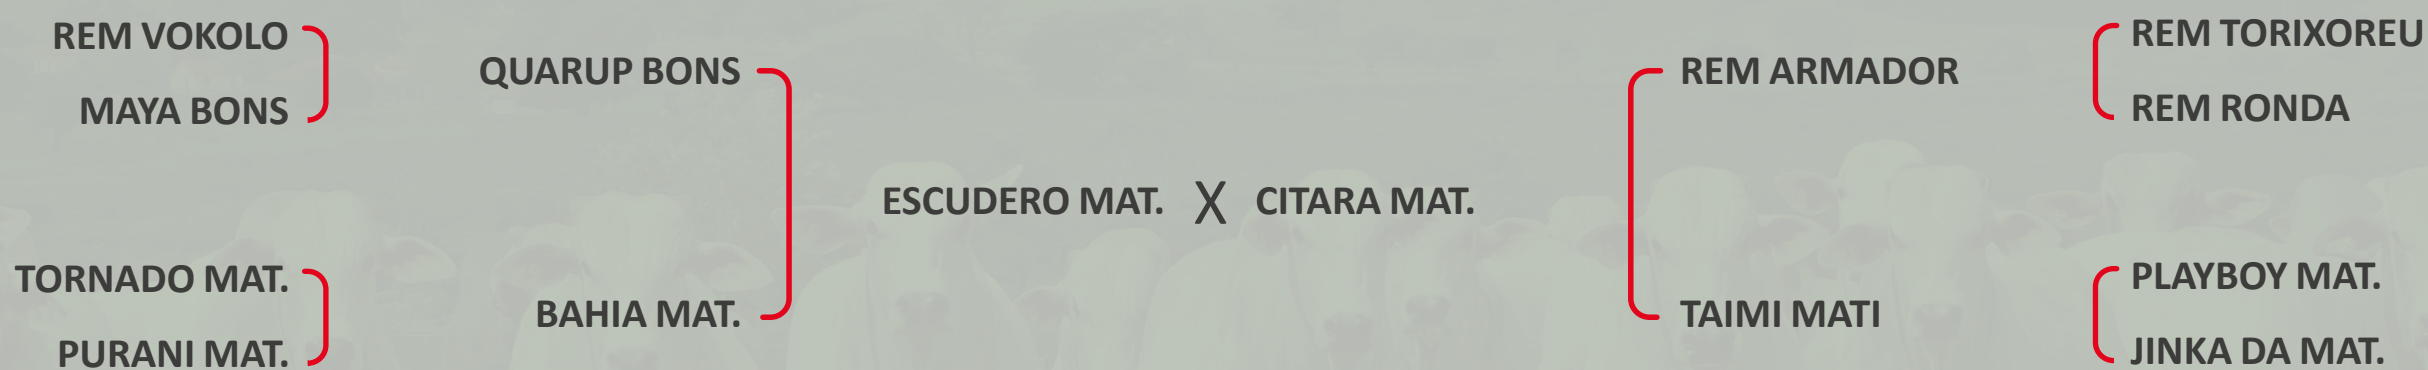 REM VOKOLO
MAYA BONS
QUARUP BONS
TORNADO MAT.
PURANI MAT.
BAHIA MAT.
ESCUDERO MAT. X CITARA MAT.
REM ARMADOR
REM TORIXOREU
REM RONDA
TAIMI MATI
PLAYBOY MAT.
JINKA DA MAT.